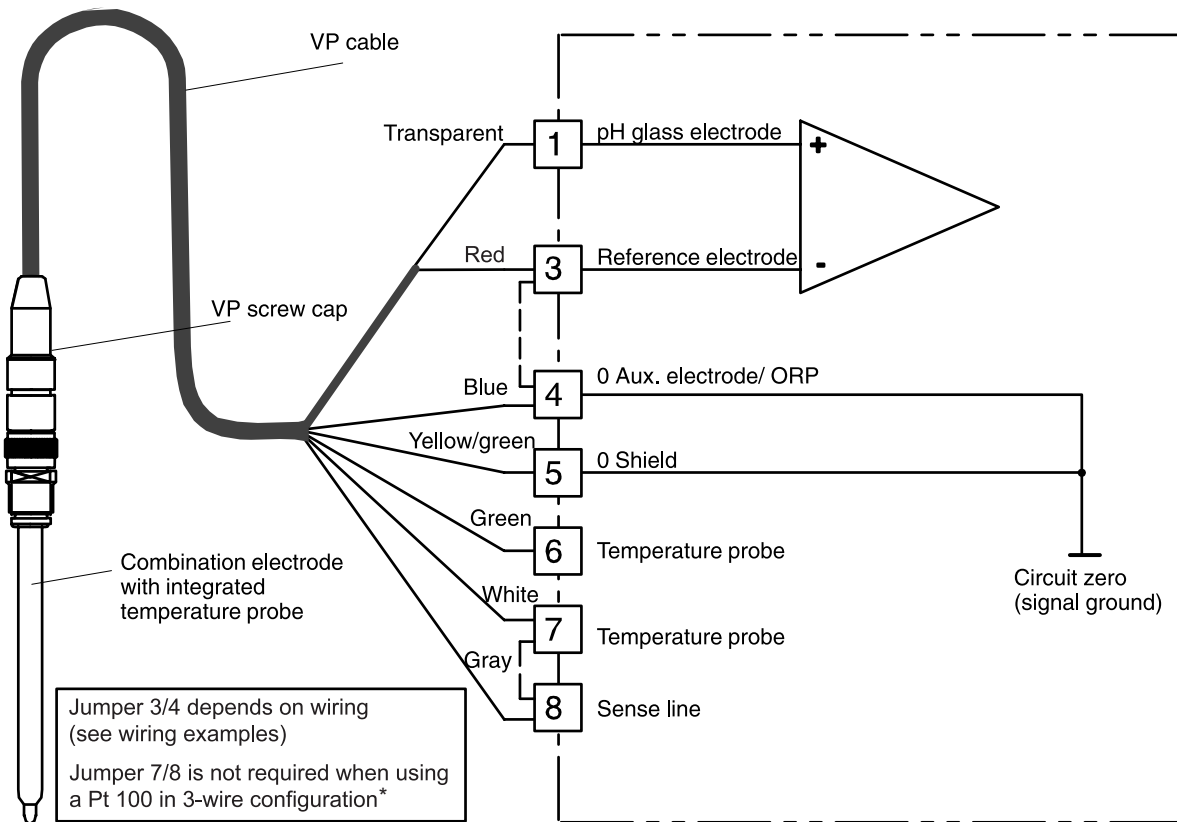 VP cable
Transparent
1
pH glass electrode
+
Red
3
Reference electrode
-
VP screw cap
Blue
4
0 Aux. electrode/ ORP
Yellow/green
5
0 Shield
Green
6
Temperature probe
Combination electrode
with integrated
temperature probe
White
7
Temperature probe
Circuit zero
(signal ground)
Gray
8
Sense line
Jumper 3/4 depends on wiring
(see wiring examples)
Jumper 7/8 is not required when using
a Pt 100 in 3-wire configuration*